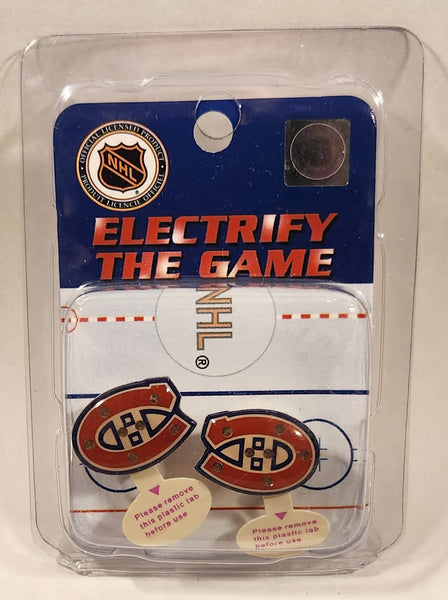 OFFICIAL LICENSED PRODUCT
NHL
®
PRODUIT LICENCIÉ OFFICIEL
ELECTRIFY
THE GAME
NHL
®
Please remove
this plastic tab
before use
Please remove
this plastic tab
before use